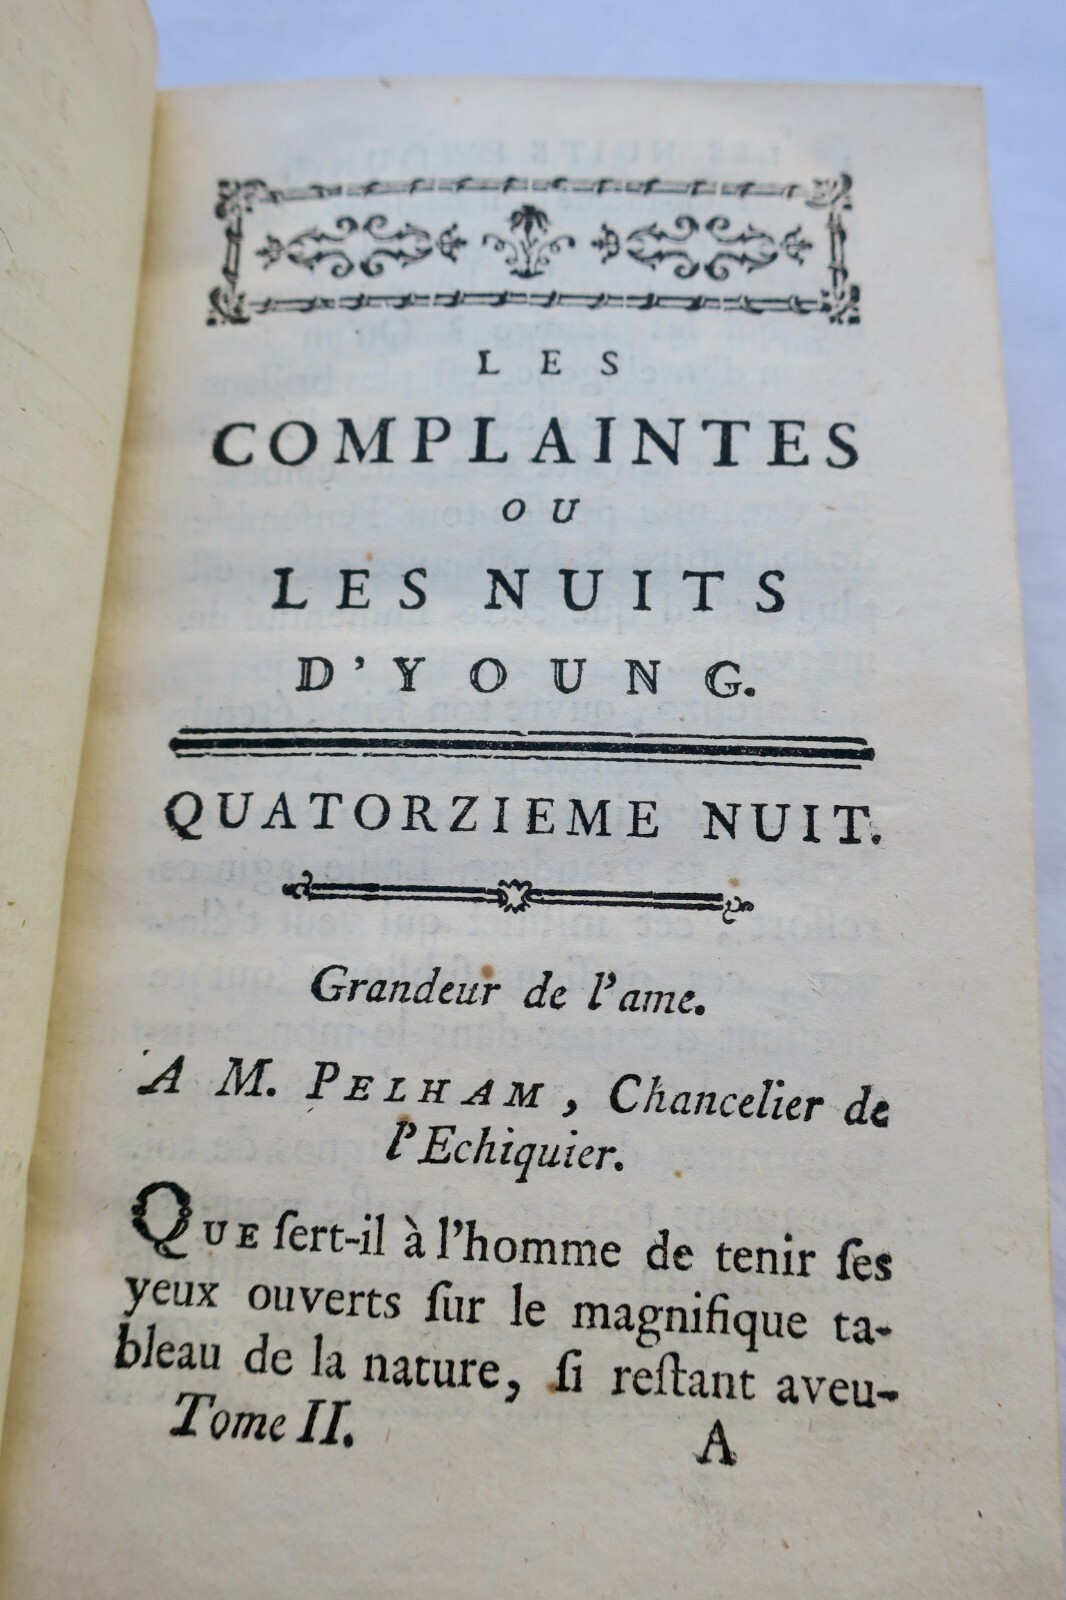 LES
COMPLAINTES
OU
LES NUITS
D'YOUNG.
QUATORZIEME NUIT.
Grandeur de l'ame.
A M. PELHAM, Chancelier de
l'Echiquier.
QUE ſert-il à l'homme de tenir ſes
yeux ouverts ſur le magnifique ta-
bleau de la nature, ſi reſtant aveu-
Tome II. A